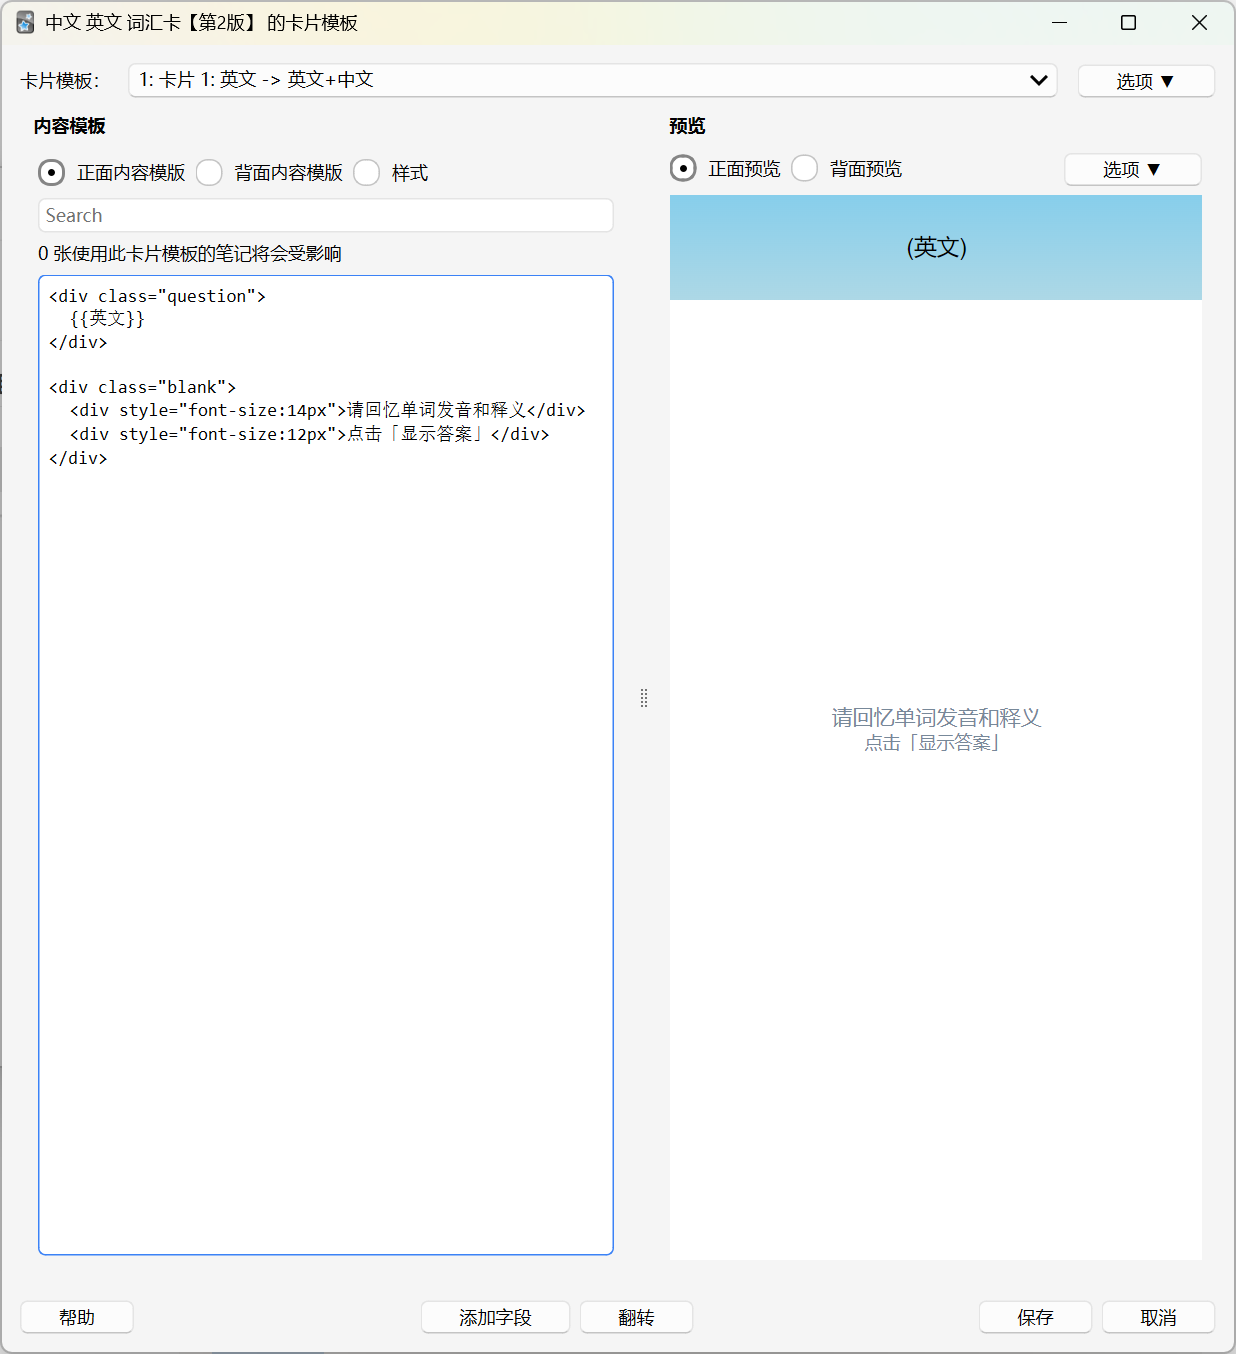 中文 英文 词汇卡【第2版】 的卡片模板
卡片模板：
1: 卡片 1: 英文 -> 英文+中文
选项 ▼
内容模板
正面内容模版
背面内容模版
样式
Search
0 张使用此卡片模板的笔记将会受影响
<div class="question">
  {{英文}}
</div>

<div class="blank">
  <div style="font-size:14px">请回忆单词发音和释义</div>
  <div style="font-size:12px">点击「显示答案」</div>
</div>
预览
正面预览
背面预览
选项 ▼
(英文)
请回忆单词发音和释义
点击「显示答案」
帮助
添加字段
翻转
保存
取消